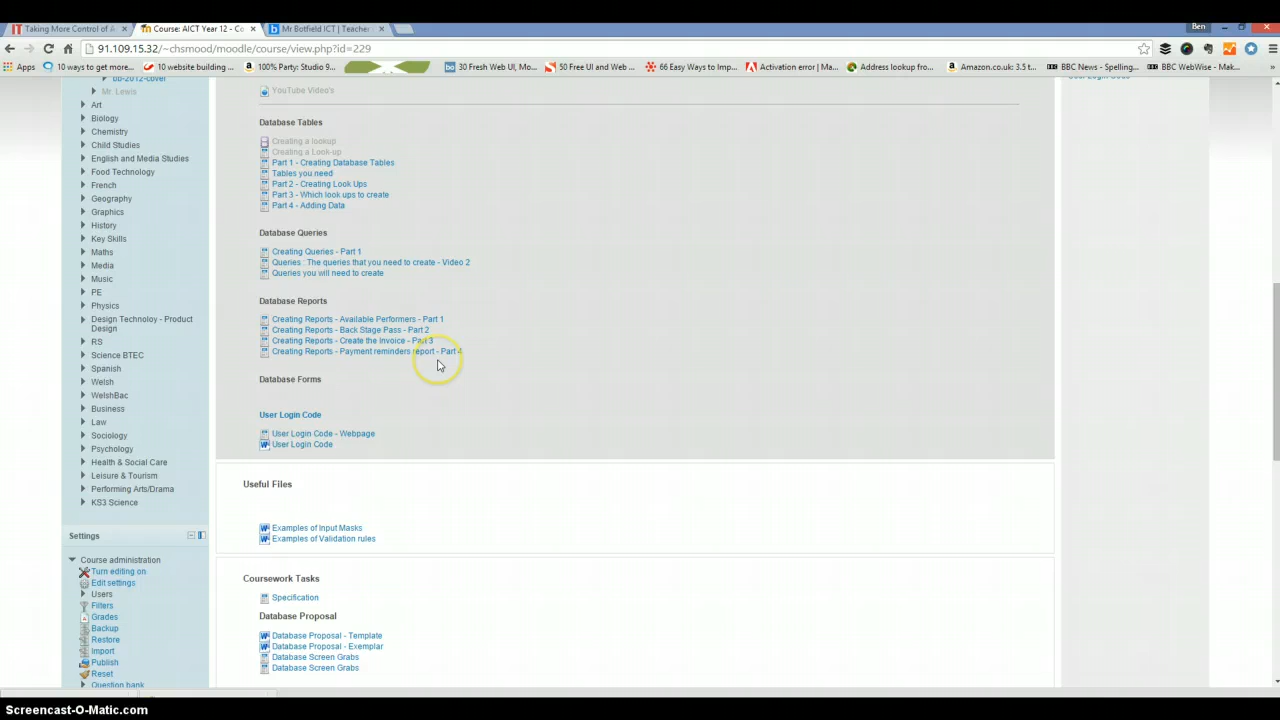 Taking More Control of A
Course: AICT Year 12 - Co
Mr Botfield ICT | Teacher
Ben
91.109.15.32/~chsmood/moodle/course/view.php?id=229
Apps
10 ways to get more...
10 website building ...
100% Party: Studio 9...
30 Fresh Web UI, Mo...
50 Free UI and Web ...
66 Easy Ways to Imp...
Activation error | Ma...
Address lookup fro...
Amazon.co.uk: 3.5 t...
BBC News - Spelling...
BBC WebWise - Mak...
bb-2012-cover
Mr. Lewis
Art
Biology
Chemistry
Child Studies
English and Media Studies
Food Technology
French
Geography
Graphics
History
Key Skills
Maths
Media
Music
PE
Physics
Design Technoloy - Product
Design
RS
Science BTEC
Spanish
Welsh
WelshBac
Business
Law
Sociology
Psychology
Health & Social Care
Leisure & Tourism
Performing Arts/Drama
KS3 Science
Settings
Course administration
Turn editing on
Edit settings
Users
Filters
Grades
Backup
Restore
Import
Publish
Reset
Question bank
YouTube Video's
Database Tables
Creating a lookup
Creating a Look-up
Part 1 - Creating Database Tables
Tables you need
Part 2 - Creating Look Ups
Part 3 - Which look ups to create
Part 4 - Adding Data
Database Queries
Creating Queries - Part 1
Queries : The queries that you need to create - Video 2
Queries you will need to create
Database Reports
Creating Reports - Available Performers - Part 1
Creating Reports - Back Stage Pass - Part 2
Creating Reports - Create the Invoice - Part 3
Creating Reports - Payment reminders report - Part 4
Database Forms
User Login Code
User Login Code - Webpage
User Login Code
Useful Files
Examples of Input Masks
Examples of Validation rules
Coursework Tasks
Specification
Database Proposal
Database Proposal - Template
Database Proposal - Exemplar
Database Screen Grabs
Database Screen Grabs
User Login Code
Screencast-O-Matic.com